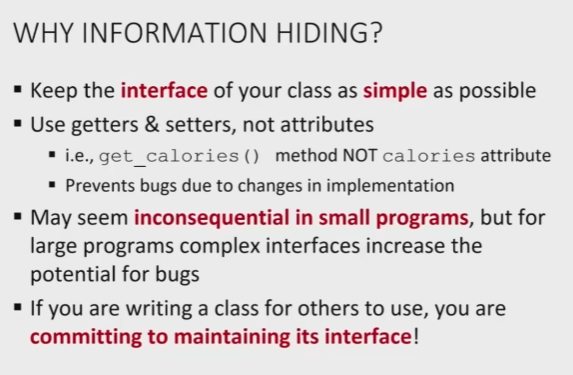 WHY INFORMATION HIDING?
▪ Keep the interface of your class as simple as possible
▪ Use getters & setters, not attributes
▪ i.e., get_calories() method NOT calories attribute
▪ Prevents bugs due to changes in implementation
▪ May seem inconsequential in small programs, but for
large programs complex interfaces increase the
potential for bugs
▪ If you are writing a class for others to use, you are
committing to maintaining its interface!